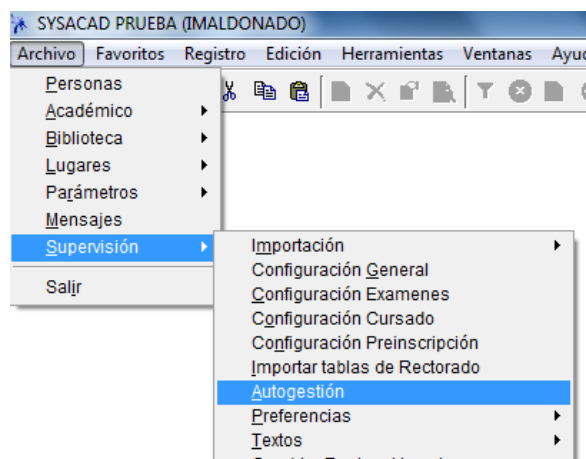 SYSACAD PRUEBA (IMALDONADO)
Archivo Favoritos Registro Edición Herramientas Ventanas
Personas
Académico
Biblioteca
Lugares
Parámetros
Mensajes
Supervisión
Salir
Importación
Configuración General
Configuración Examenes
Configuración Cursado
Configuración Preinscripción
Importar tablas de Rectorado
Autogestión
Preferencias
Textos